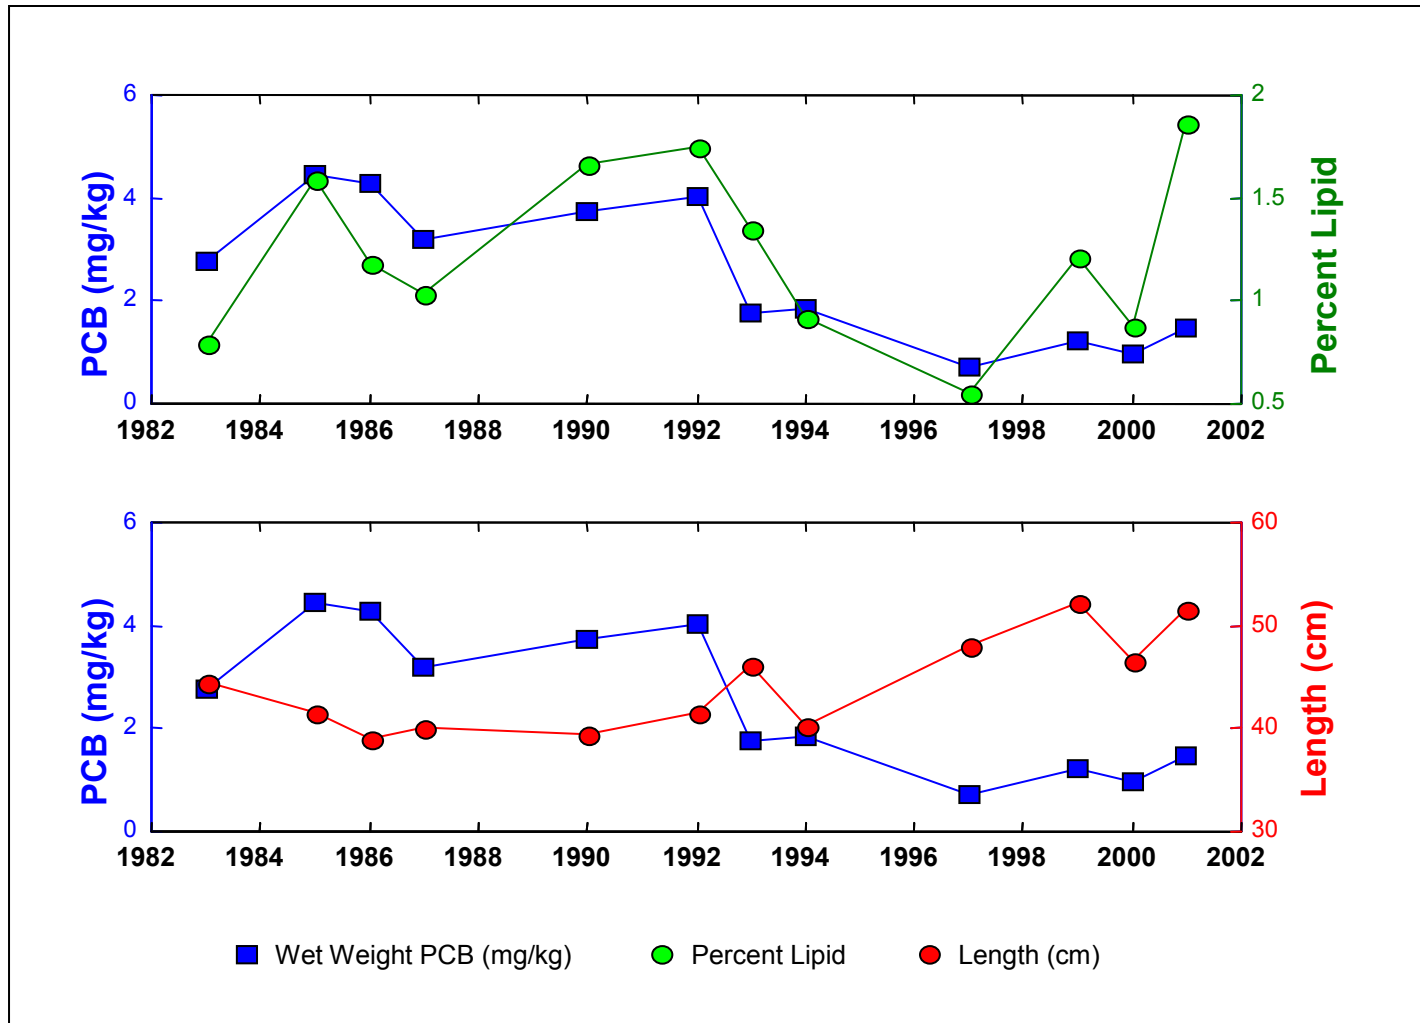 6
4
2
0
PCB (mg/kg)
2
1.5
1
0.5
Percent Lipid
1982 1984 1986 1988 1990 1992 1994 1996 1998 2000 2002
6
4
2
0
PCB (mg/kg)
60
50
40
30
Length (cm)
1982 1984 1986 1988 1990 1992 1994 1996 1998 2000 2002
Wet Weight PCB (mg/kg) Percent Lipid Length (cm)